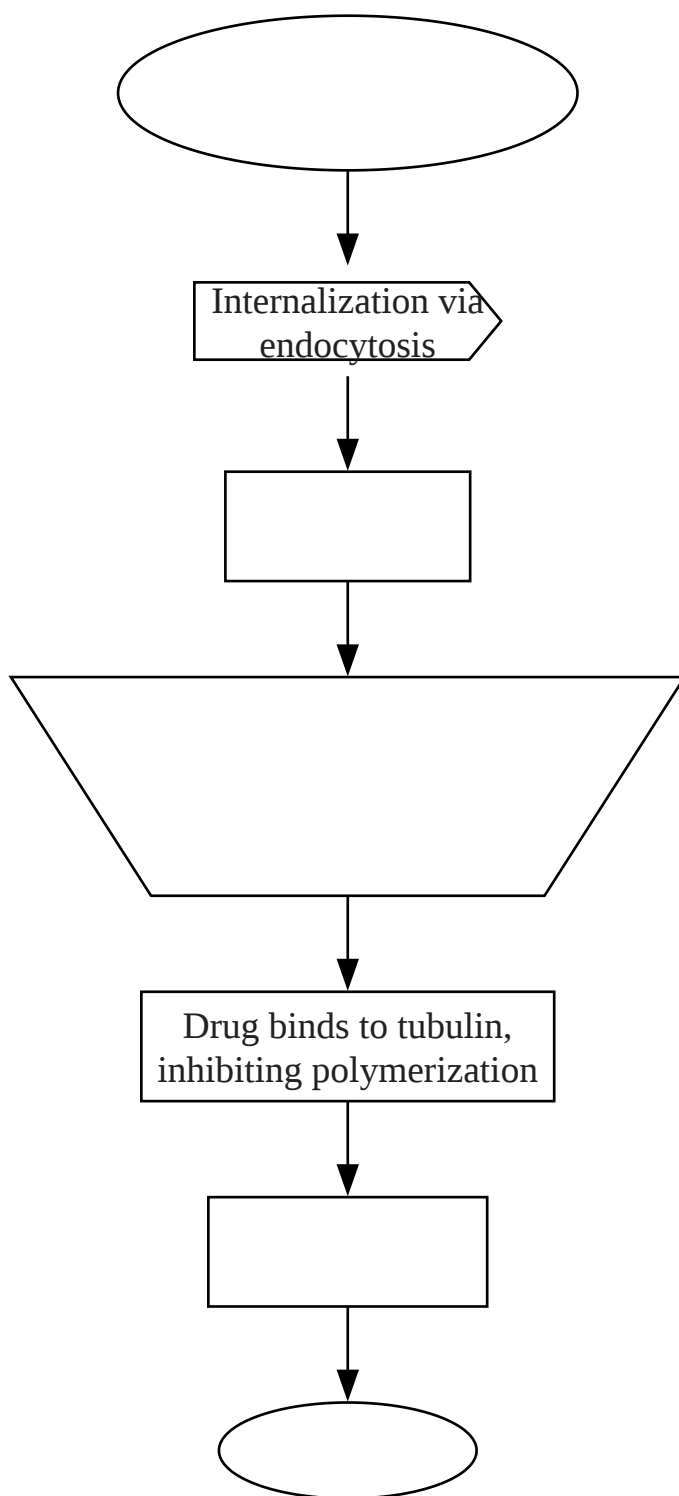 Internalization via
endocytosis
Drug binds to tubulin,
inhibiting polymerization